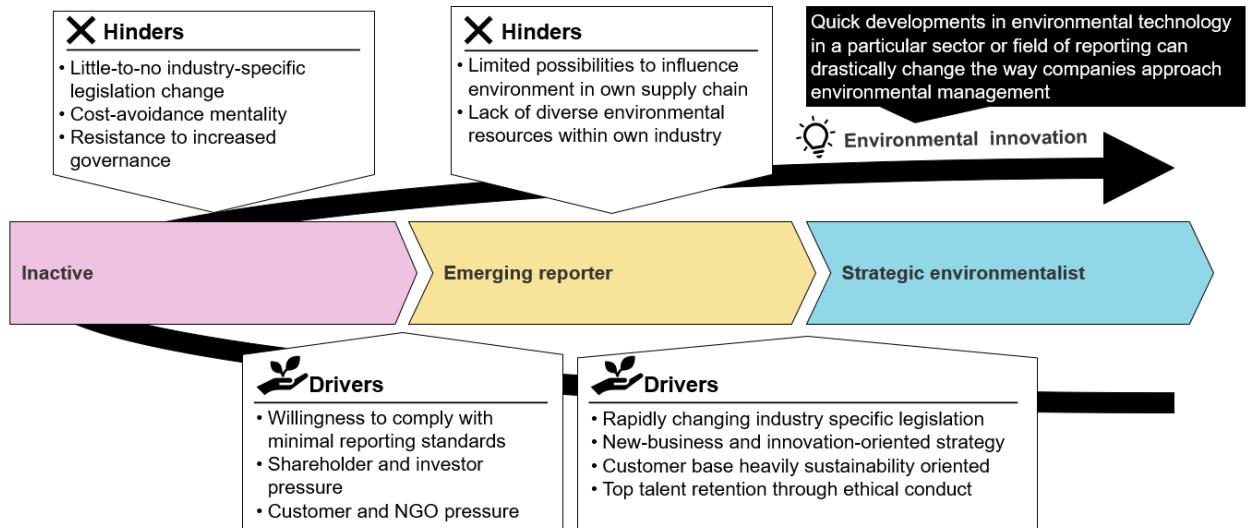 Hinders
• Little-to-no industry-specific
legislation change
• Cost-avoidance mentality
• Resistance to increased
governance
Hinders
• Limited possibilities to influence
environment in own supply chain
• Lack of diverse environmental
resources within own industry
Quick developments in environmental technology
in a particular sector or field of reporting can
drastically change the way companies approach
environmental management
Environmental innovation
Inactive
Emerging reporter
Strategic environmentalist
Drivers
• Willingness to comply with
minimal reporting standards
• Shareholder and investor
pressure
• Customer and NGO pressure
Drivers
• Rapidly changing industry specific legislation
• New-business and innovation-oriented strategy
• Customer base heavily sustainability oriented
• Top talent retention through ethical conduct